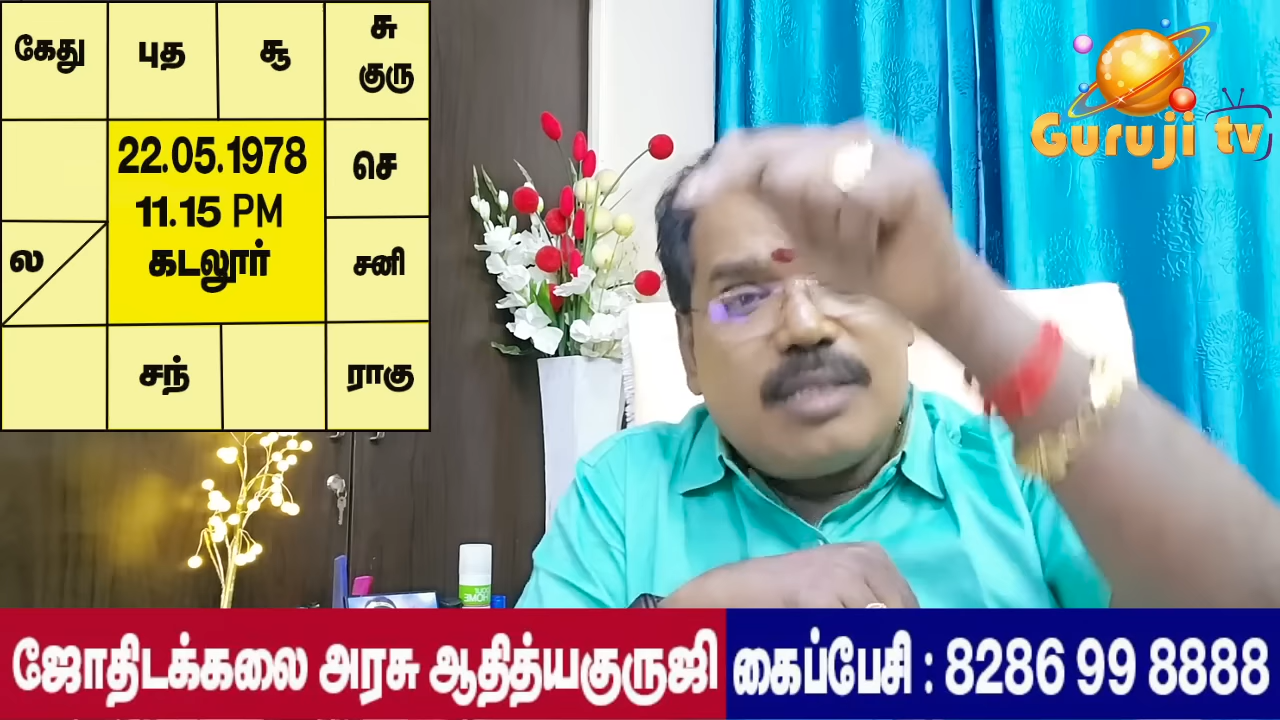 கேது
புத
சூ
சு
குரு
22.05.1978
11.15 PM
கடலூர்
செ
ல
சனி
சந்
ராகு
Guruji tv
ஜோதிடக்கலை அரசு ஆதித்யகுருஜி
கைப்பேசி : 8286 99 8888